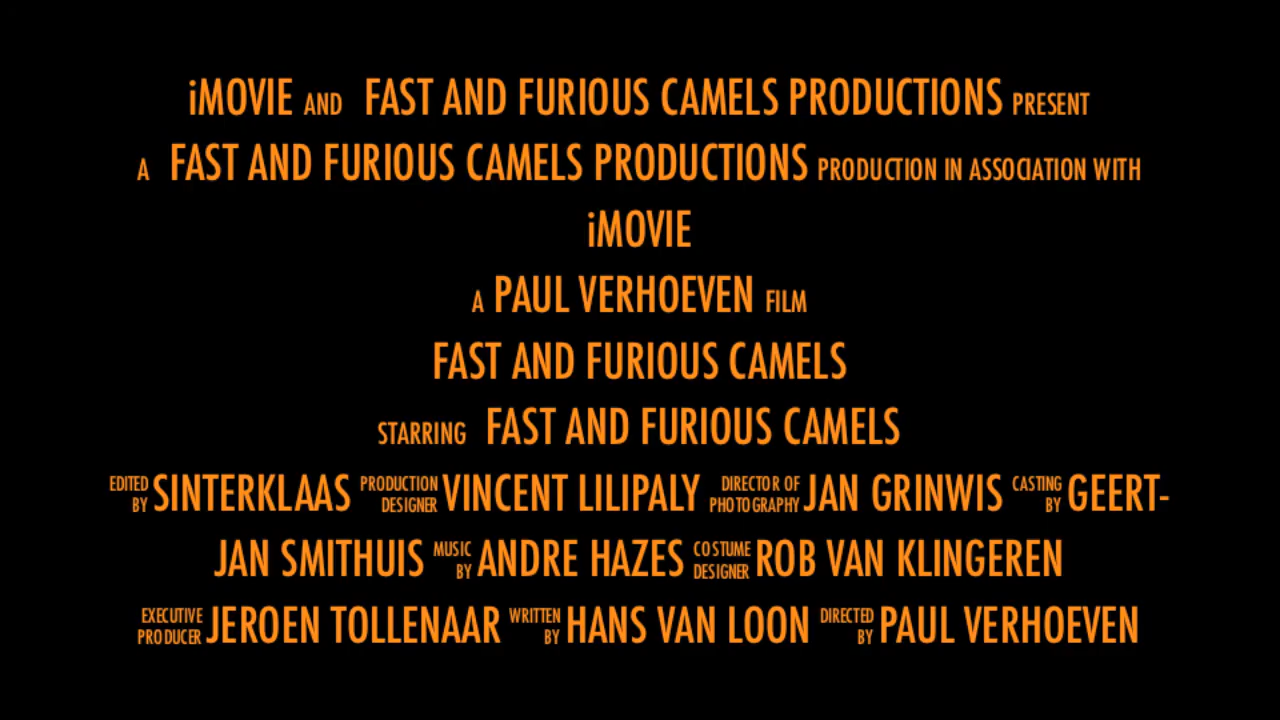 iMOVIE AND FAST AND FURIOUS CAMELS PRODUCTIONS PRESENT
A FAST AND FURIOUS CAMELS PRODUCTIONS PRODUCTION IN ASSOCIATION WITH
iMOVIE
A PAUL VERHOEVEN FILM
FAST AND FURIOUS CAMELS
STARRING FAST AND FURIOUS CAMELS
EDITED BY SINTERKLAAS PRODUCTION DESIGNER VINCENT LILIPALY DIRECTOR OF PHOTOGRAPHY JAN GRINWIS CASTING BY GEERT-
JAN SMITHUIS MUSIC BY ANDRE HAZES COSTUME DESIGNER ROB VAN KLINGEREN
EXECUTIVE PRODUCER JEROEN TOLLENAAR WRITTEN BY HANS VAN LOON DIRECTED BY PAUL VERHOEVEN